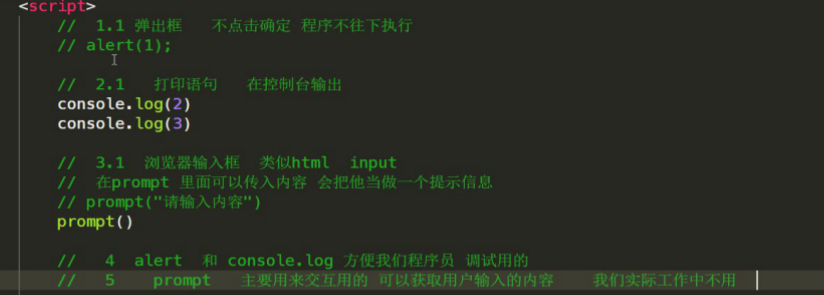 <script>
// 1.1 弹出框 不点击确定 程序不往下执行
// alert(1);
// 2.1 打印语句 在控制台输出
console.log(2)
console.log(3)
// 3.1 浏览器输入框 类似html input
// 在prompt 里面可以传入内容 会把他当做一个提示信息
// prompt("请输入内容")
prompt()
// 4 alert 和 console.log 方便我们程序员 调试用的
// 5 prompt 主要用来交互用的 可以获取用户输入的内容 我们实际工作中不用